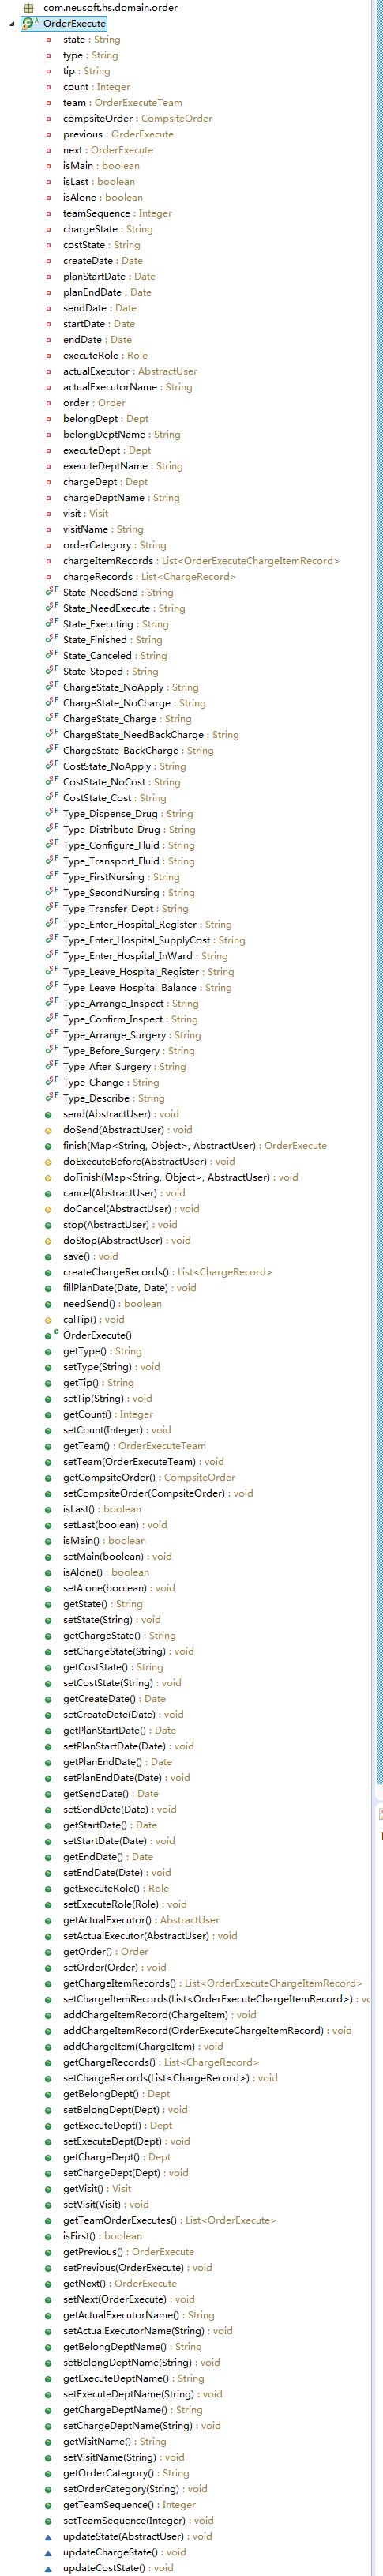 com.neusoft.hs.domain.order
OrderExecute
state : String
type : String
tip : String
count : Integer
team : OrderExecuteTeam
compsiteOrder : CompsiteOrder
previous : OrderExecute
next : OrderExecute
isMain : boolean
isLast : boolean
isAlone : boolean
teamSequence : Integer
chargeState : String
costState : String
createDate : Date
planStartDate : Date
planEndDate : Date
sendDate : Date
startDate : Date
endDate : Date
executeRole : Role
actualExecutor : AbstractUser
actualExecutorName : String
order : Order
belongDept : Dept
belongDeptName : String
executeDept : Dept
executeDeptName : String
chargeDept : Dept
chargeDeptName : String
visit : Visit
visitName : String
orderCategory : String
chargeItemRecords : List<OrderExecuteChargeItemRecord>
chargeRecords : List<ChargeRecord>
State_NeedSend : String
State_NeedExecute : String
State_Executing : String
State_Finished : String
State_Canceled : String
State_Stoped : String
ChargeState_NoApply : String
ChargeState_NoCharge : String
ChargeState_Charge : String
ChargeState_NeedBackCharge : String
ChargeState_BackCharge : String
CostState_NoApply : String
CostState_NoCost : String
CostState_Cost : String
Type_Dispense_Drug : String
Type_Distribute_Drug : String
Type_Configure_Fluid : String
Type_Transport_Fluid : String
Type_FirstNursing : String
Type_SecondNursing : String
Type_Transfer_Dept : String
Type_Enter_Hospital_Register : String
Type_Enter_Hospital_SupplyCost : String
Type_Enter_Hospital_InWard : String
Type_Leave_Hospital_Register : String
Type_Leave_Hospital_Balance : String
Type_Arrange_Inspect : String
Type_Confirm_Inspect : String
Type_Arrange_Surgery : String
Type_Before_Surgery : String
Type_After_Surgery : String
Type_Change : String
Type_Describe : String
send(AbstractUser) : void
doSend(AbstractUser) : void
finish(Map<String, Object>, AbstractUser) : OrderExecute
doExecuteBefore(AbstractUser) : void
doFinish(Map<String, Object>, AbstractUser) : void
cancel(AbstractUser) : void
doCancel(AbstractUser) : void
stop(AbstractUser) : void
doStop(AbstractUser) : void
save() : void
createChargeRecords() : List<ChargeRecord>
fillPlanDate(Date, Date) : void
needSend() : boolean
calTip() : void
OrderExecute()
getType() : String
setType(String) : void
getTip() : String
setTip(String) : void
getCount() : Integer
setCount(Integer) : void
getTeam() : OrderExecuteTeam
setTeam(OrderExecuteTeam) : void
getCompsiteOrder() : CompsiteOrder
setCompsiteOrder(CompsiteOrder) : void
isLast() : boolean
setLast(boolean) : void
isMain() : boolean
setMain(boolean) : void
isAlone() : boolean
setAlone(boolean) : void
getState() : String
setState(String) : void
getChargeState() : String
setChargeState(String) : void
getCostState() : String
setCostState(String) : void
getCreateDate() : Date
setCreateDate(Date) : void
getPlanStartDate() : Date
setPlanStartDate(Date) : void
getPlanEndDate() : Date
setPlanEndDate(Date) : void
getSendDate() : Date
setSendDate(Date) : void
getStartDate() : Date
setStartDate(Date) : void
getEndDate() : Date
setEndDate(Date) : void
getExecuteRole() : Role
setExecuteRole(Role) : void
getActualExecutor() : AbstractUser
setActualExecutor(AbstractUser) : void
getOrder() : Order
setOrder(Order) : void
getChargeItemRecords() : List<OrderExecuteChargeItemRecord>
setChargeItemRecords(List<OrderExecuteChargeItemRecord>) : vo
addChargeItemRecord(ChargeItem) : void
addChargeItemRecord(OrderExecuteChargeItemRecord) : void
addChargeItem(ChargeItem) : void
getChargeRecords() : List<ChargeRecord>
setChargeRecords(List<ChargeRecord>) : void
getBelongDept() : Dept
setBelongDept(Dept) : void
getExecuteDept() : Dept
setExecuteDept(Dept) : void
getChargeDept() : Dept
setChargeDept(Dept) : void
getVisit() : Visit
setVisit(Visit) : void
getTeamOrderExecutes() : List<OrderExecute>
isFirst() : boolean
getPrevious() : OrderExecute
setPrevious(OrderExecute) : void
getNext() : OrderExecute
setNext(OrderExecute) : void
getActualExecutorName() : String
setActualExecutorName(String) : void
getBelongDeptName() : String
setBelongDeptName(String) : void
getExecuteDeptName() : String
setExecuteDeptName(String) : void
getChargeDeptName() : String
setChargeDeptName(String) : void
getVisitName() : String
setVisitName(String) : void
getOrderCategory() : String
setOrderCategory(String) : void
getTeamSequence() : Integer
setTeamSequence(Integer) : void
updateState(AbstractUser) : void
updateChargeState() : void
updateCostState() : void